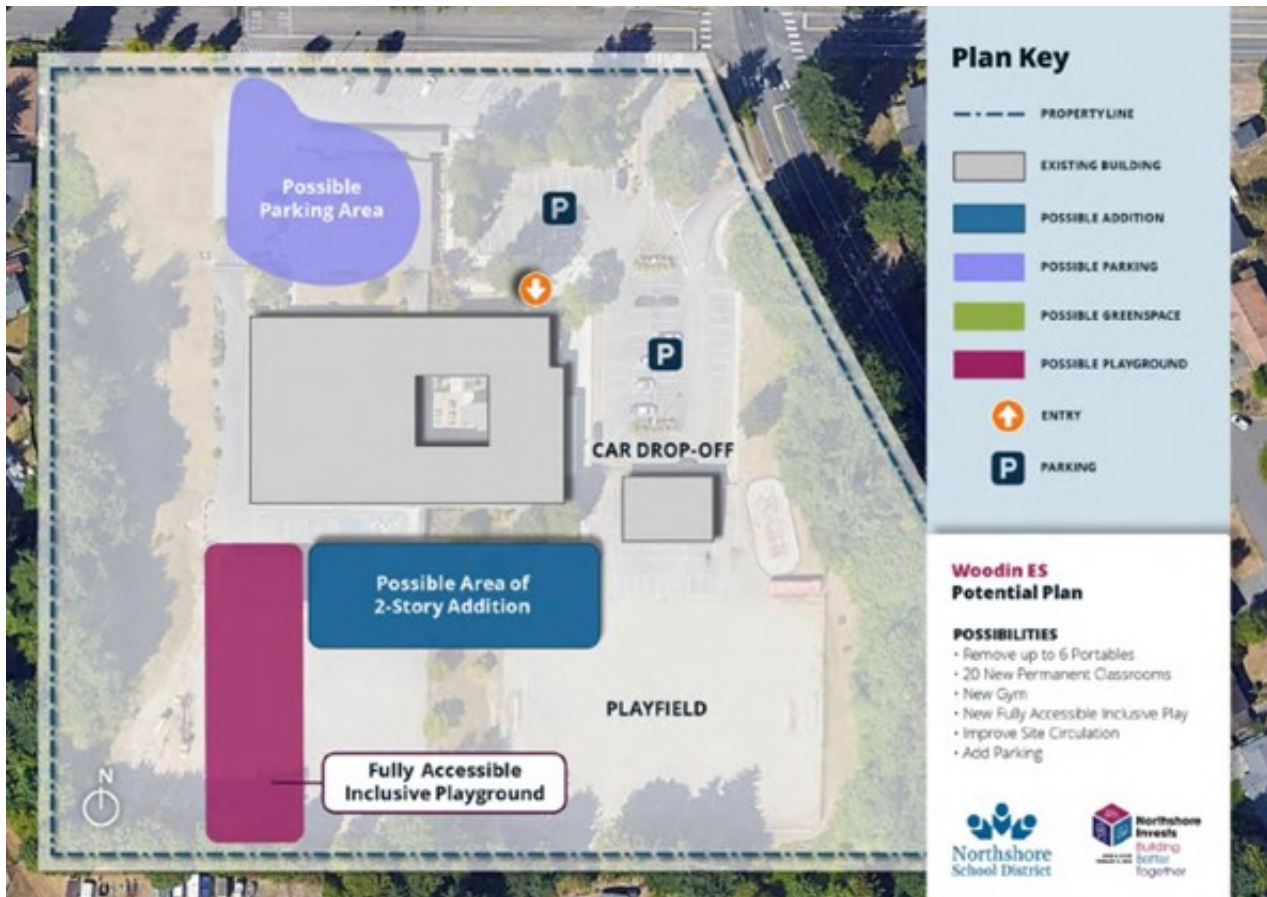 Possible
Parking Area
P
P
CAR DROP-OFF
Possible Area of
2-Story Addition
PLAYFIELD
Fully Accessible
Inclusive Playground
N
Plan Key
PROPERTY LINE
EXISTING BUILDING
POSSIBLE ADDITION
POSSIBLE PARKING
POSSIBLE GREENSPACE
POSSIBLE PLAYGROUND
ENTRY
P PARKING
Woodin ES
Potential Plan
POSSIBILITIES
• Remove up to 6 Portables
• 20 New Permanent Classrooms
• New Gym
• New Fully Accessible Inclusive Play
• Improve Site Circulation
• Add Parking
Northshore
School District
Northshore
Invests
Building
Better
Together